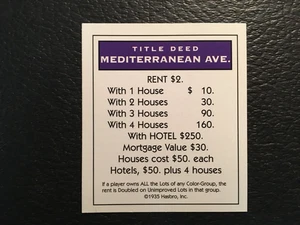 TITLE DEED
MEDITERRANEAN AVE.
RENT $2.
With 1 House $ 10.
With 2 Houses 30.
With 3 Houses 90.
With 4 Houses 160.
With HOTEL $250.
Mortgage Value $30.
Houses cost $50. each
Hotels, $50. plus 4 houses
If a player owns ALL the Lots of any Color-Group, the
rent is Doubled on Unimproved Lots in that group.
©1935 Hasbro, Inc.